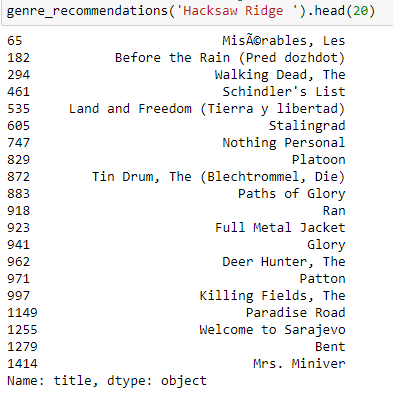 genre_recommendations('Hacksaw Ridge ').head(20)
65 MisÃ©rables, Les
182 Before the Rain (Pred dozhdot)
294 Walking Dead, The
461 Schindler's List
535 Land and Freedom (Tierra y libertad)
605 Stalingrad
747 Nothing Personal
829 Platoon
872 Tin Drum, The (Blechtrommel, Die)
883 Paths of Glory
918 Ran
923 Full Metal Jacket
941 Glory
962 Deer Hunter, The
971 Patton
997 Killing Fields, The
1149 Paradise Road
1255 Welcome to Sarajevo
1279 Bent
1414 Mrs. Miniver
Name: title, dtype: object